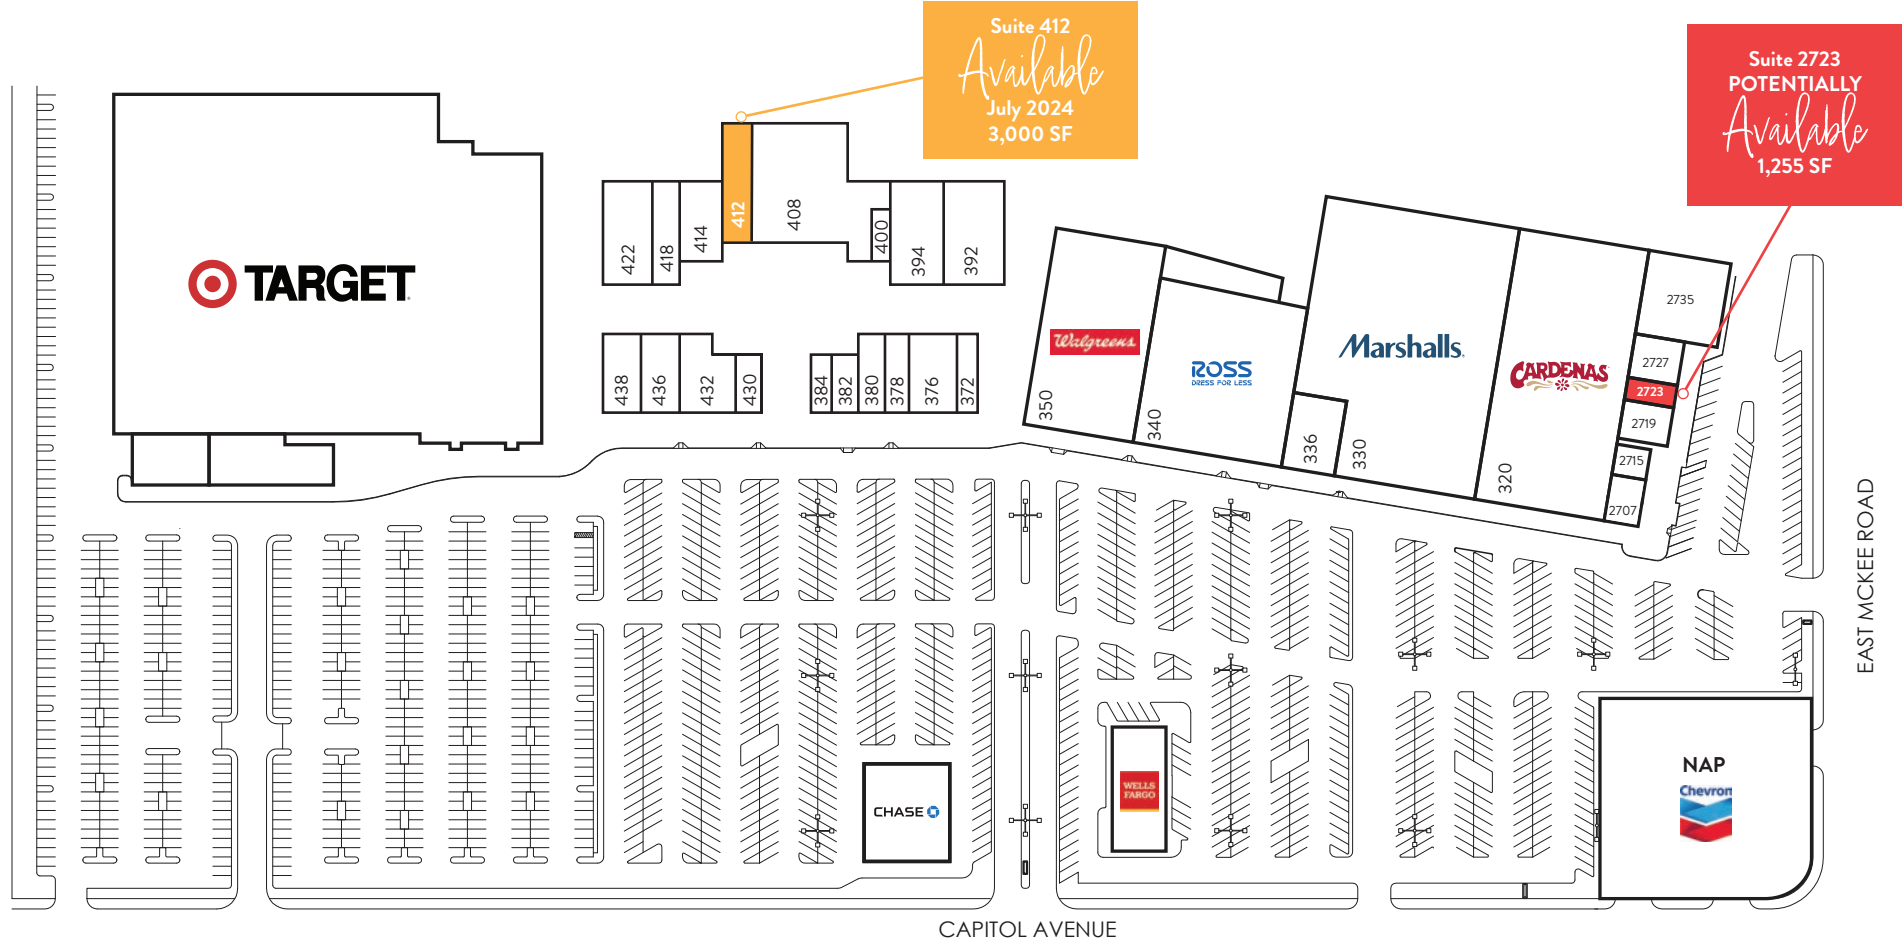 Suite 412
Available
July 2024
3,000 SF
Suite 2723
POTENTIALLY
Available
1,255 SF
TARGET
422
418
414
412
408
400
394
392
438
436
432
430
384
382
380
378
376
372
Walgreens
350
ROSS
DRESS FOR LESS
340
336
Marshalls
330
CARDENAS
320
2735
2727
2723
2719
2715
2707
EAST MCKEE ROAD
CHASE
WELLS
FARGO
NAP
Chevron
CAPITOL AVENUE